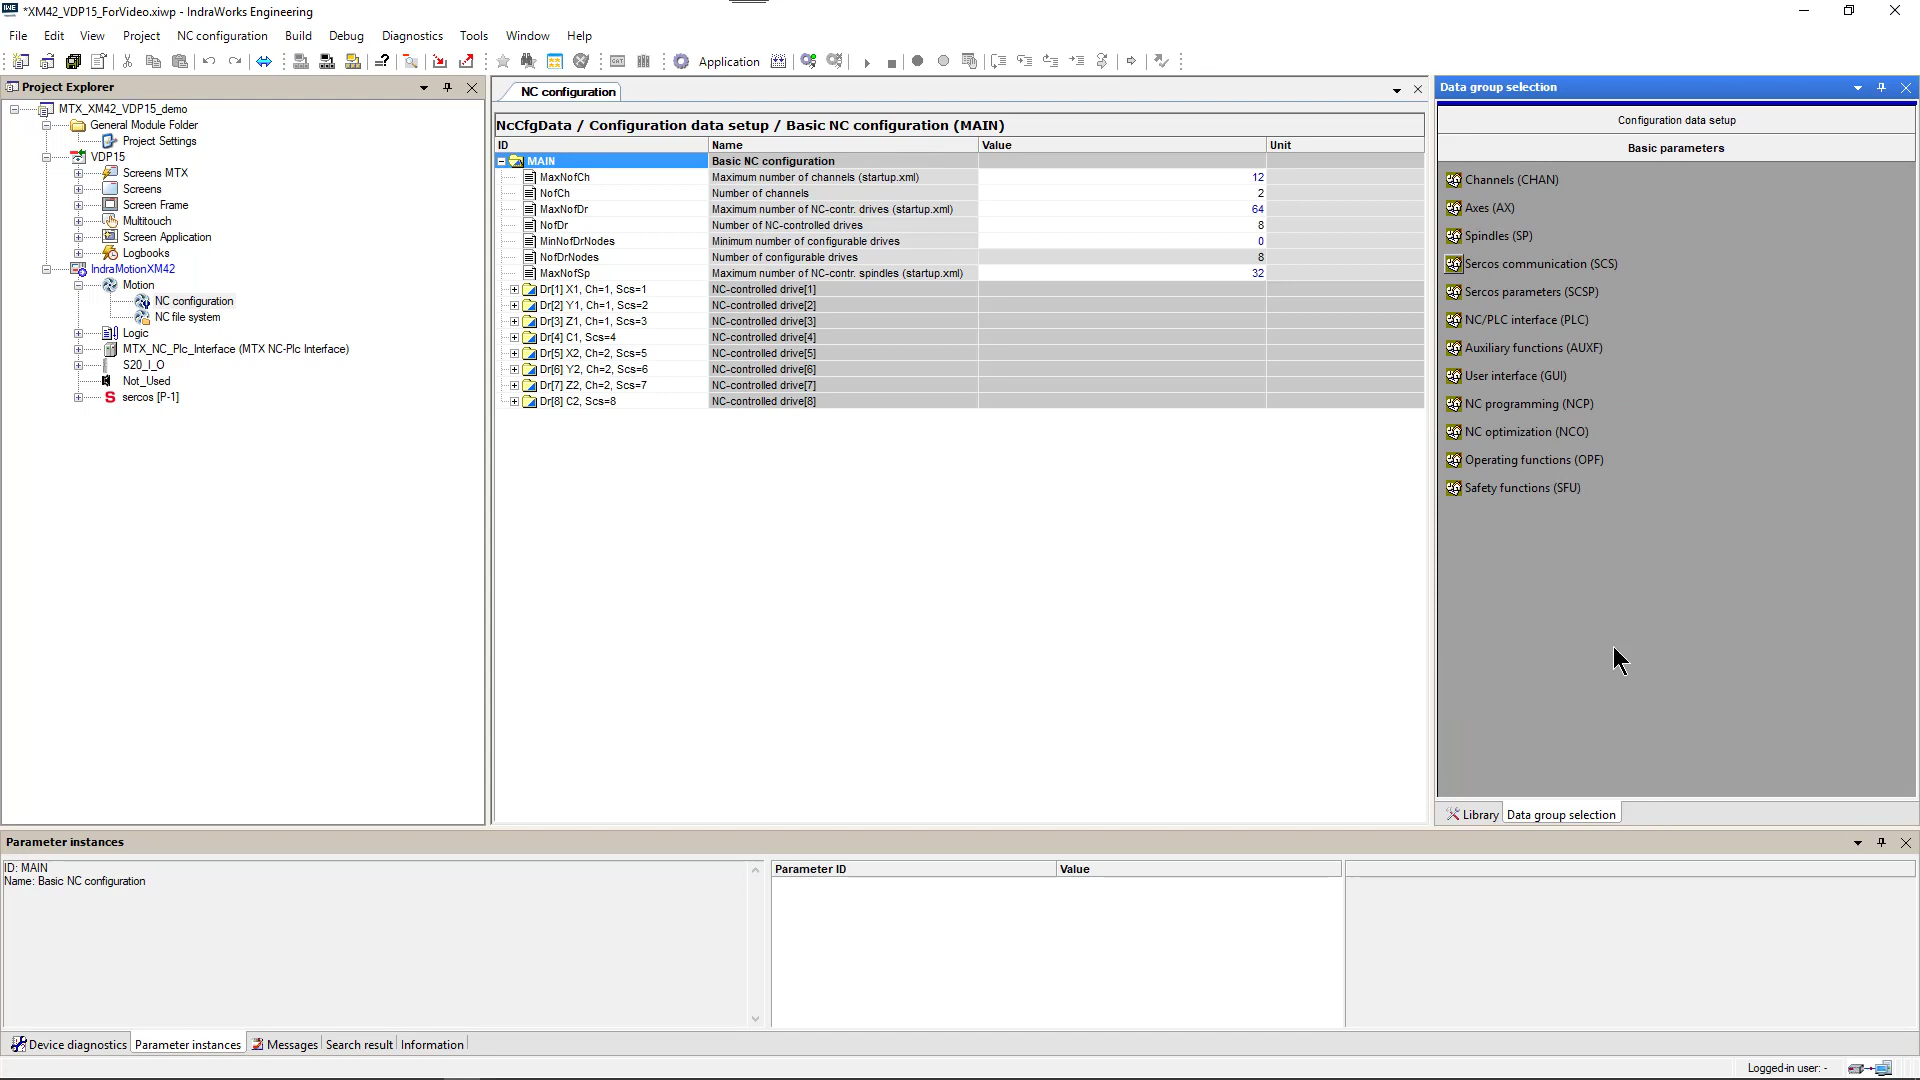 *XM42_VDP15_ForVideo.xiwp - IndraWorks Engineering
File Edit View Project NC configuration Build Debug Diagnostics Tools Window Help
Application
Project Explorer
MTX_XM42_VDP15_demo
General Module Folder
Project Settings
VDP15
Screens MTX
Screens
Screen Frame
Multitouch
Screen Application
Logbooks
IndraMotionXM42
Motion
NC configuration
NC file system
Logic
MTX_NC_Plc_Interface (MTX NC-Plc Interface)
S20_I_O
Not_Used
sercos [P-1]
NC configuration
NcCfgData / Configuration data setup / Basic NC configuration (MAIN)
ID Name Value Unit
MAIN Basic NC configuration
MaxNofCh Maximum number of channels (startup.xml) 12
NofCh Number of channels 2
MaxNofDr Maximum number of NC-contr. drives (startup.xml) 64
NofDr Number of NC-controlled drives 8
MinNofDrNodes Minimum number of configurable drives 0
NofDrNodes Number of configurable drives 8
MaxNofSp Maximum number of NC-contr. spindles (startup.xml) 32
Dr[1] X1, Ch=1, Scs=1 NC-controlled drive[1]
Dr[2] Y1, Ch=1, Scs=2 NC-controlled drive[2]
Dr[3] Z1, Ch=1, Scs=3 NC-controlled drive[3]
Dr[4] C1, Scs=4 NC-controlled drive[4]
Dr[5] X2, Ch=2, Scs=5 NC-controlled drive[5]
Dr[6] Y2, Ch=2, Scs=6 NC-controlled drive[6]
Dr[7] Z2, Ch=2, Scs=7 NC-controlled drive[7]
Dr[8] C2, Scs=8 NC-controlled drive[8]
Data group selection
Configuration data setup
Basic parameters
Channels (CHAN)
Axes (AX)
Spindles (SP)
Sercos communication (SCS)
Sercos parameters (SCSP)
NC/PLC interface (PLC)
Auxiliary functions (AUXF)
User interface (GUI)
NC programming (NCP)
NC optimization (NCO)
Operating functions (OPF)
Safety functions (SFU)
Library Data group selection
Parameter instances
ID: MAIN
Name: Basic NC configuration
Parameter ID Value
Device diagnostics Parameter instances Messages Search result Information
Logged-in user: -